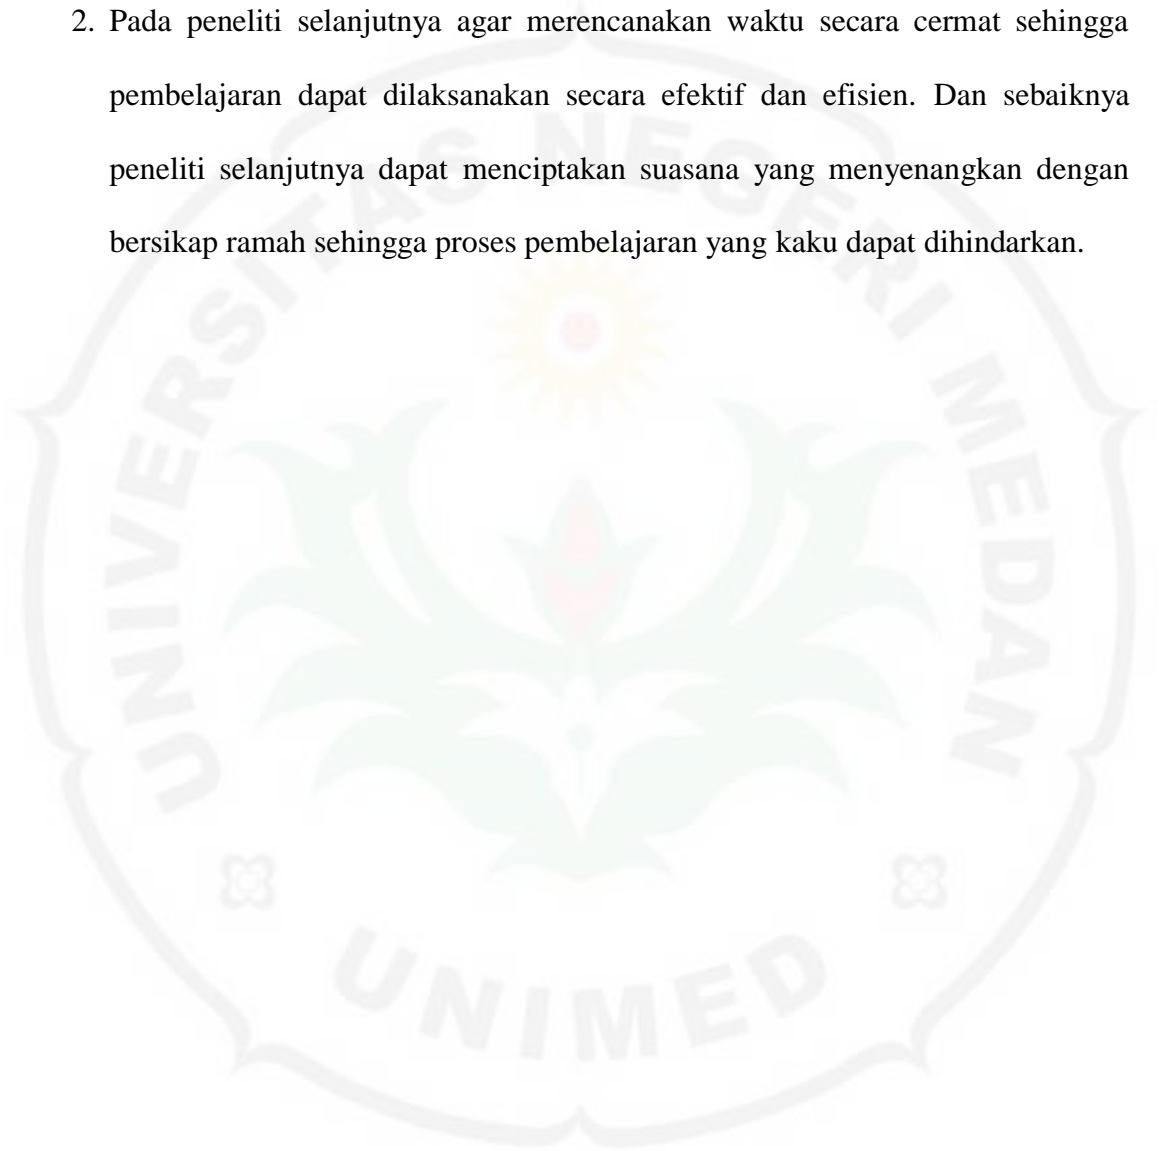 2. Pada peneliti selanjutnya agar merencanakan waktu secara cermat sehingga
pembelajaran dapat dilaksanakan secara efektif dan efisien. Dan sebaiknya
peneliti selanjutnya dapat menciptakan suasana yang menyenangkan dengan
bersikap ramah sehingga proses pembelajaran yang kaku dapat dihindarkan.
UNIVERSITAS NEGERI MEDAN
UNIMED